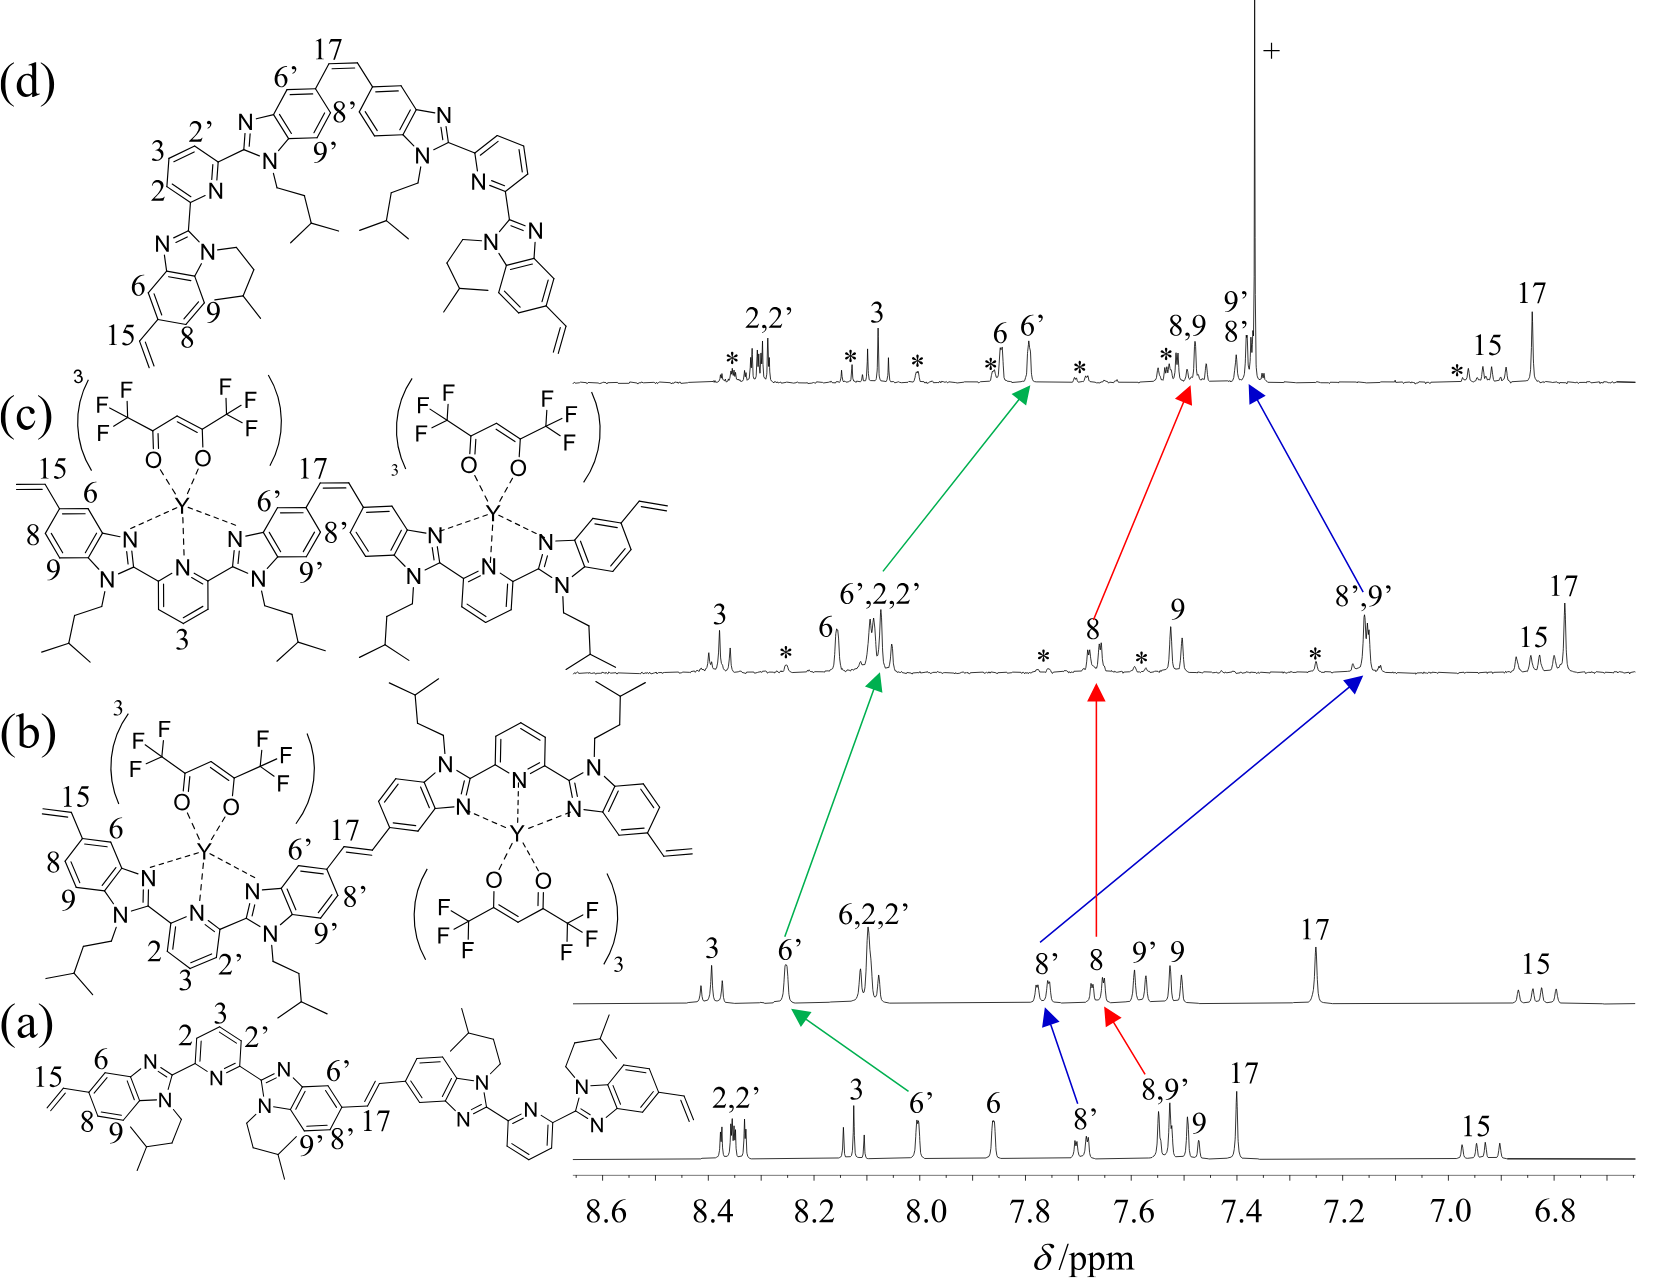 (d)
17
6'
8'
9'
2'
3
2
N
N
N
N
N
N
N
N
N
N
6
9
15
8
+
*
2,2'
*
3
*
*
6
6'
*
*
8,9
9'
8'
*
15
17
(c)
3
F
F
F
F
F
F
O
O
3
F
F
F
F
F
F
O
O
15
6
Y
6'
17
Y
8
8'
N
N
N
N
9
9'
N
N
N
N
N
N
3
3
*
6
6',2,2'
*
8
*
9
*
8',9'
15
17
(b)
3
F
F
F
F
F
F
O
O
15
6
Y
6'
17
8
8'
9
9'
N
N
N
N
N
2
3
2'
N
N
N
N
N
Y
O
O
F
F
F
F
F
F
3
3
6'
6,2,2'
8'
8
9'
9
17
15
(a)
3
2
2'
15
6
6'
8
9
9'
8'
17
N
N
N
N
N
N
N
N
N
N
2,2'
3
6'
6
8'
8,9'
9
17
15
8.6 8.4 8.2 8.0 7.8 7.6 7.4 7.2 7.0 6.8
δ /ppm